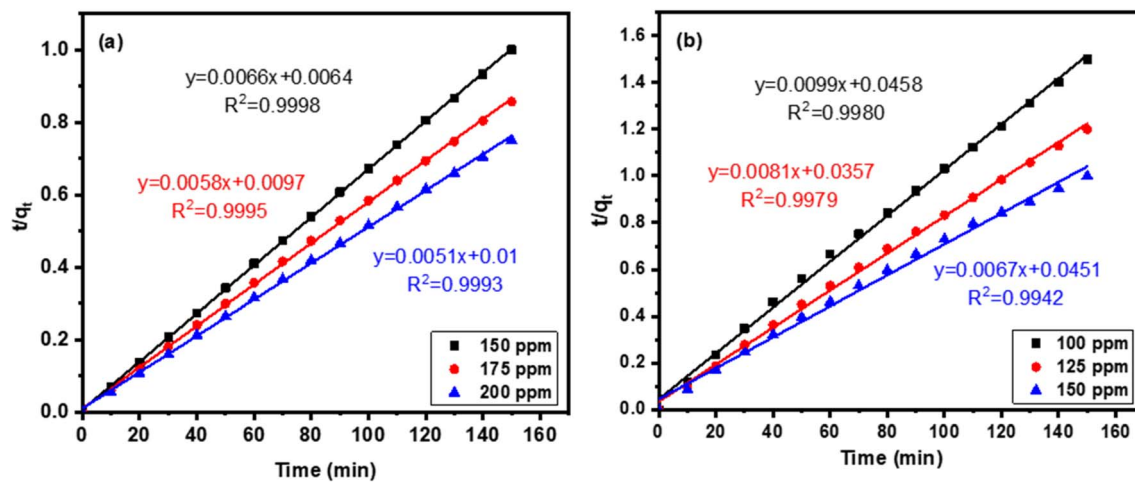 (a)
y=0.0066x+0.0064
R²=0.9998
y=0.0058x+0.0097
R²=0.9995
y=0.0051x+0.01
R²=0.9993
150 ppm
175 ppm
200 ppm
1.0
0.8
0.6
0.4
0.2
0.0
t/qₜ
0 20 40 60 80 100 120 140 160
Time (min)
(b)
y=0.0099x+0.0458
R²=0.9980
y=0.0081x+0.0357
R²=0.9979
y=0.0067x+0.0451
R²=0.9942
100 ppm
125 ppm
150 ppm
1.6
1.4
1.2
1.0
0.8
0.6
0.4
0.2
0.0
t/qₜ
0 20 40 60 80 100 120 140 160
Time (min)